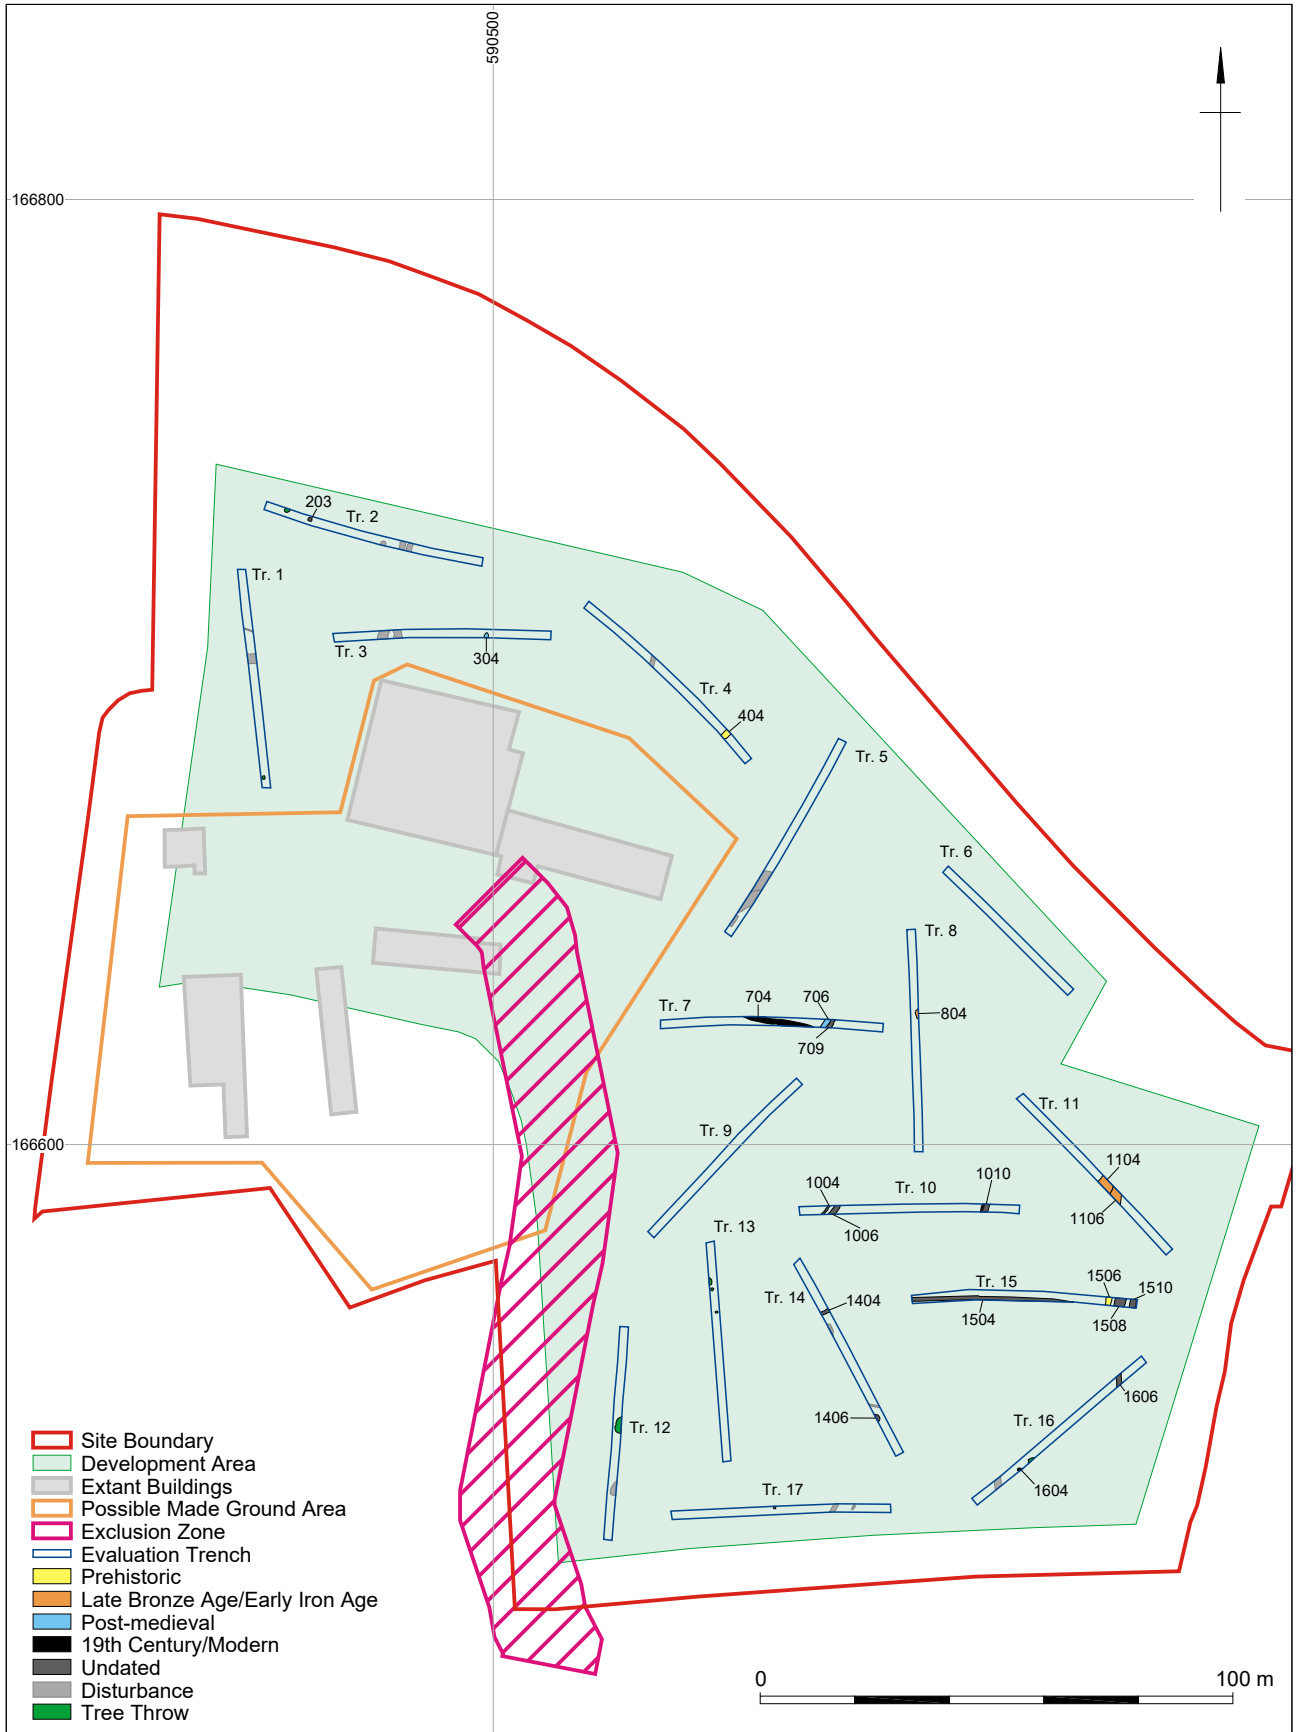 590500
166800
203
Tr. 2
Tr. 1
Tr. 3
304
Tr. 4
404
Tr. 5
Tr. 6
Tr. 8
Tr. 7
704
706
804
709
Tr. 11
166600
Tr. 9
1104
1004
Tr. 10
1010
1106
1006
Tr. 13
Tr. 15
1506
1510
Tr. 14
1404
1504
1508
1606
1406
Tr. 16
Tr. 12
1604
Tr. 17
Site Boundary
Development Area
Extant Buildings
Possible Made Ground Area
Exclusion Zone
Evaluation Trench
Prehistoric
Late Bronze Age/Early Iron Age
Post-medieval
19th Century/Modern
Undated
Disturbance
Tree Throw
0
100 m